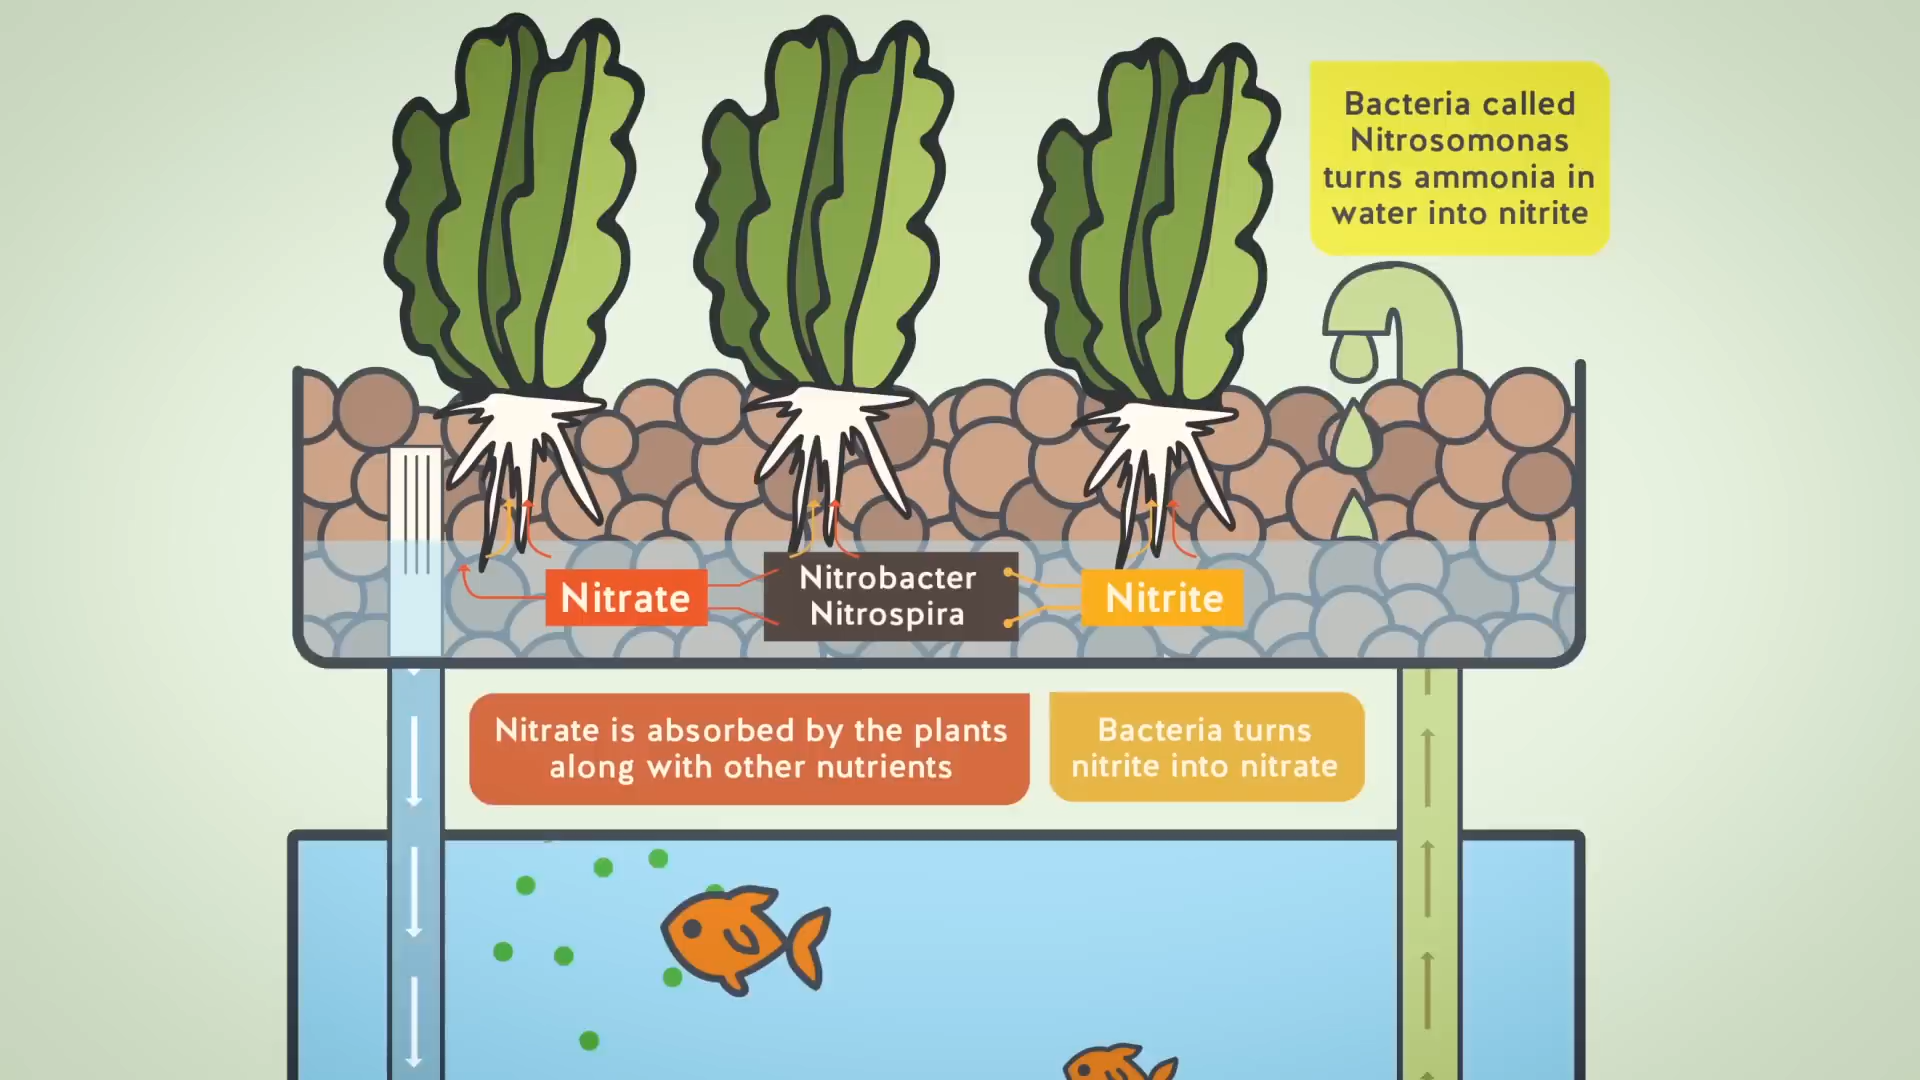 Bacteria called
Nitrosomonas
turns ammonia in
water into nitrite
Nitrate
Nitrobacter
Nitrospira
Nitrite
Nitrate is absorbed by the plants
along with other nutrients
Bacteria turns
nitrite into nitrate